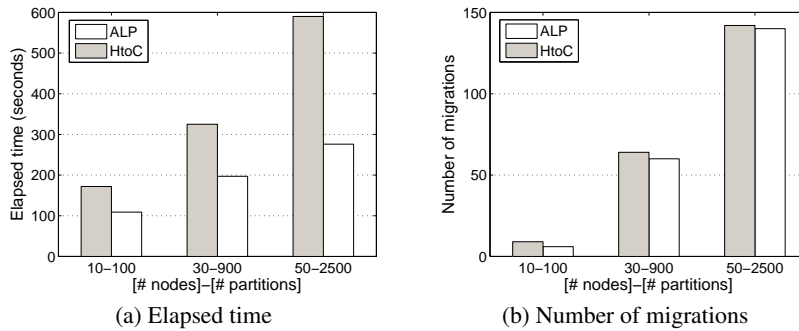 600
500
400
300
200
100
0
Elapsed time (seconds)
ALP
HtoC
10−100
30−900
50−2500
[# nodes]−[# partitions]
(a) Elapsed time
150
100
50
0
Number of migrations
ALP
HtoC
10−100
30−900
50−2500
[# nodes]−[# partitions]
(b) Number of migrations